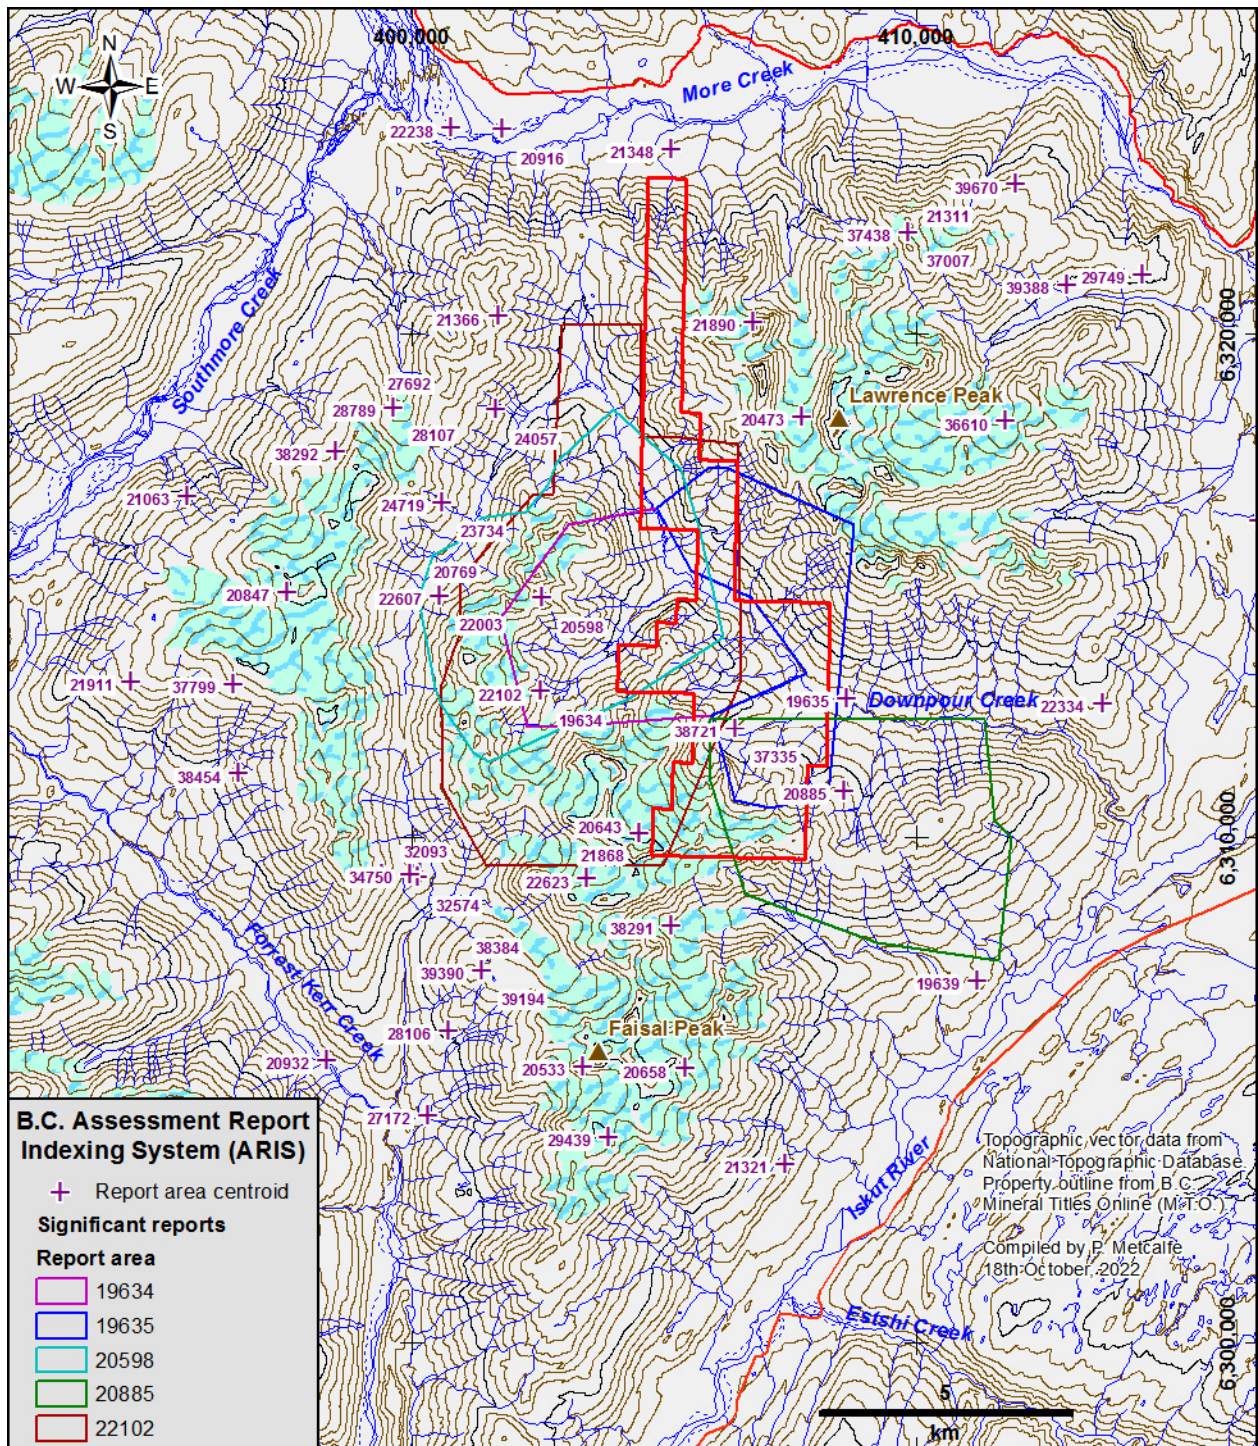 400,000
410,000
N
W
E
S
More Creek
22238
20916
21348
39670
21311
37438
37007
39388
29749
Southmore Creek
21366
21890
6,320,000
27692
28789
28107
24057
Lawrence Peak
20473
36610
38292
21063
24719
23734
20769
20847
22607
22003
20598
21911
37799
22102
19634
19635
Downpour Creek
22334
38721
37335
38454
20885
20643
21868
32093
34750
22623
6,310,000
32574
38291
38384
39390
39194
19639
Forrest Kerr Creek
28106
Faisal Peak
20932
20533
20658
27172
29439
21321
Iskut River
Estshi Creek
6,300,000
B.C. Assessment Report
Indexing System (ARIS)
Report area centroid
Significant reports
Report area
19634
19635
20598
20885
22102
Topographic vector data from
National Topographic Database.
Property outline from B.C.
Mineral Titles Online (M.T.O.).
Compiled by P. Metcalfe
18th October, 2022
5
km